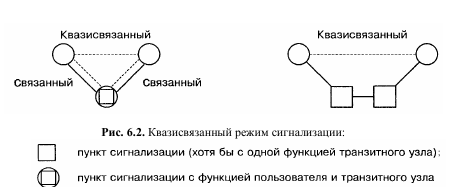 Квазисвязанный Квазисвязанный
Связанный Связанный
Рис. 6.2. Квазисвязанный режим сигнализации:
пункт сигнализации (хотя бы с одной функцией транзитного узла);
пункт сигнализации с функцией пользователя и транзитного узла